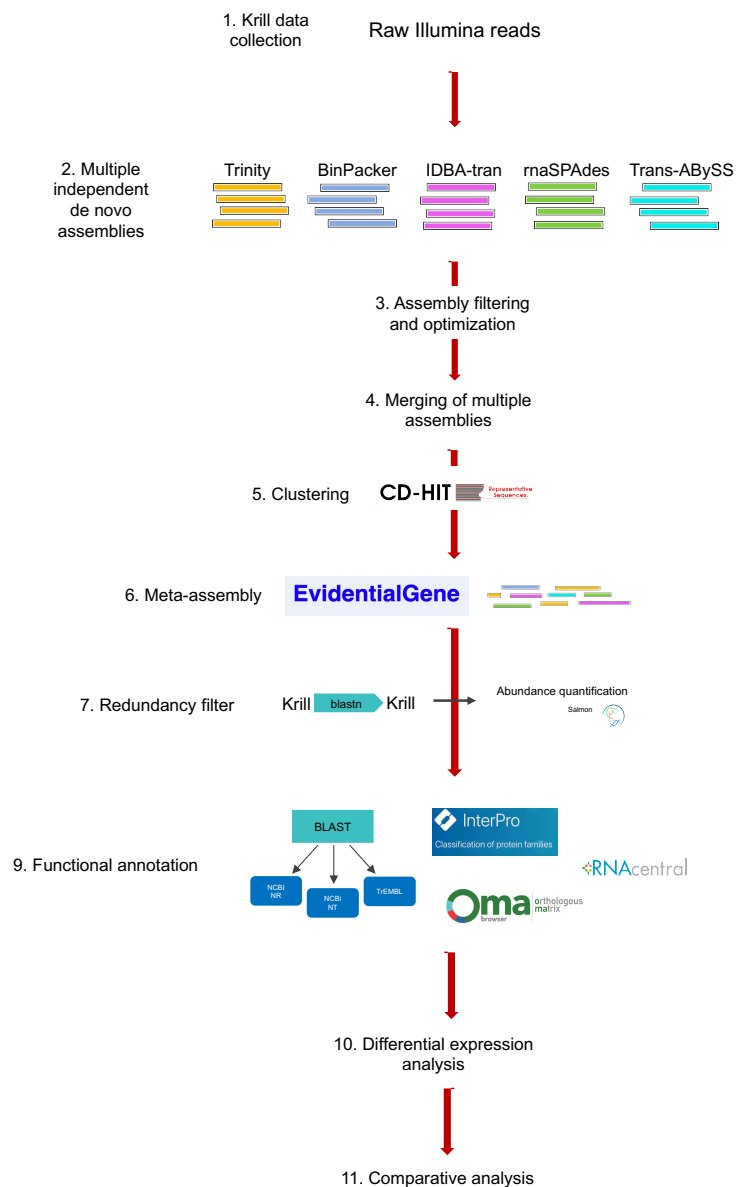 1. Krill data
collection
Raw Illumina reads
2. Multiple
independent
de novo
assemblies
Trinity
BinPacker
IDBA-tran
rnaSPAdes
Trans-ABySS
3. Assembly filtering
and optimization
4. Merging of multiple
assemblies
5. Clustering
CD-HIT
Representative
Sequences.
6. Meta-assembly
EvidentialGene
7. Redundancy filter
Krill
blastn
Krill
Abundance quantification
Salmon
9. Functional annotation
BLAST
NCBI
NR
NCBI
NT
TrEMBL
InterPro
Classification of protein families
RNAcentral
Oma
browser
orthologous
matrix
10. Differential expression
analysis
11. Comparative analysis